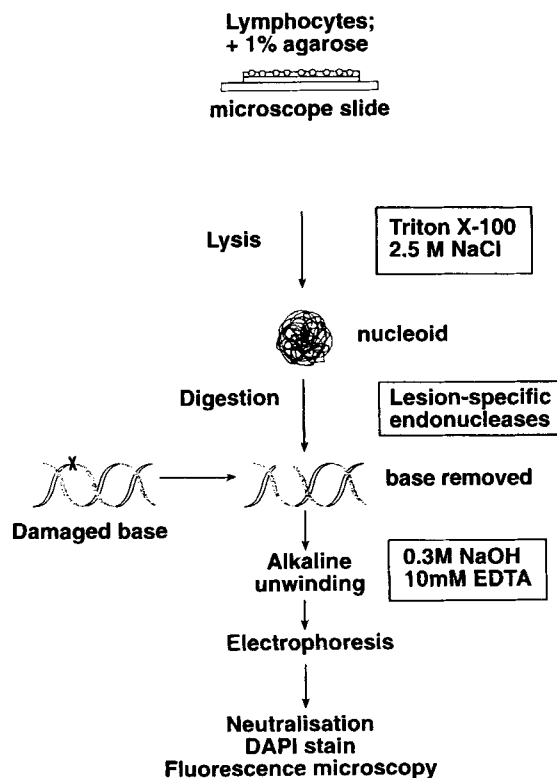 Lymphocytes;
+ 1% agarose
microscope slide
Lysis
Triton X-100
2.5 M NaCl
nucleoid
Digestion
Lesion-specific
endonucleases
Damaged base
base removed
Alkaline
unwinding
0.3M NaOH
10mM EDTA
Electrophoresis
Neutralisation
DAPI stain
Fluorescence microscopy